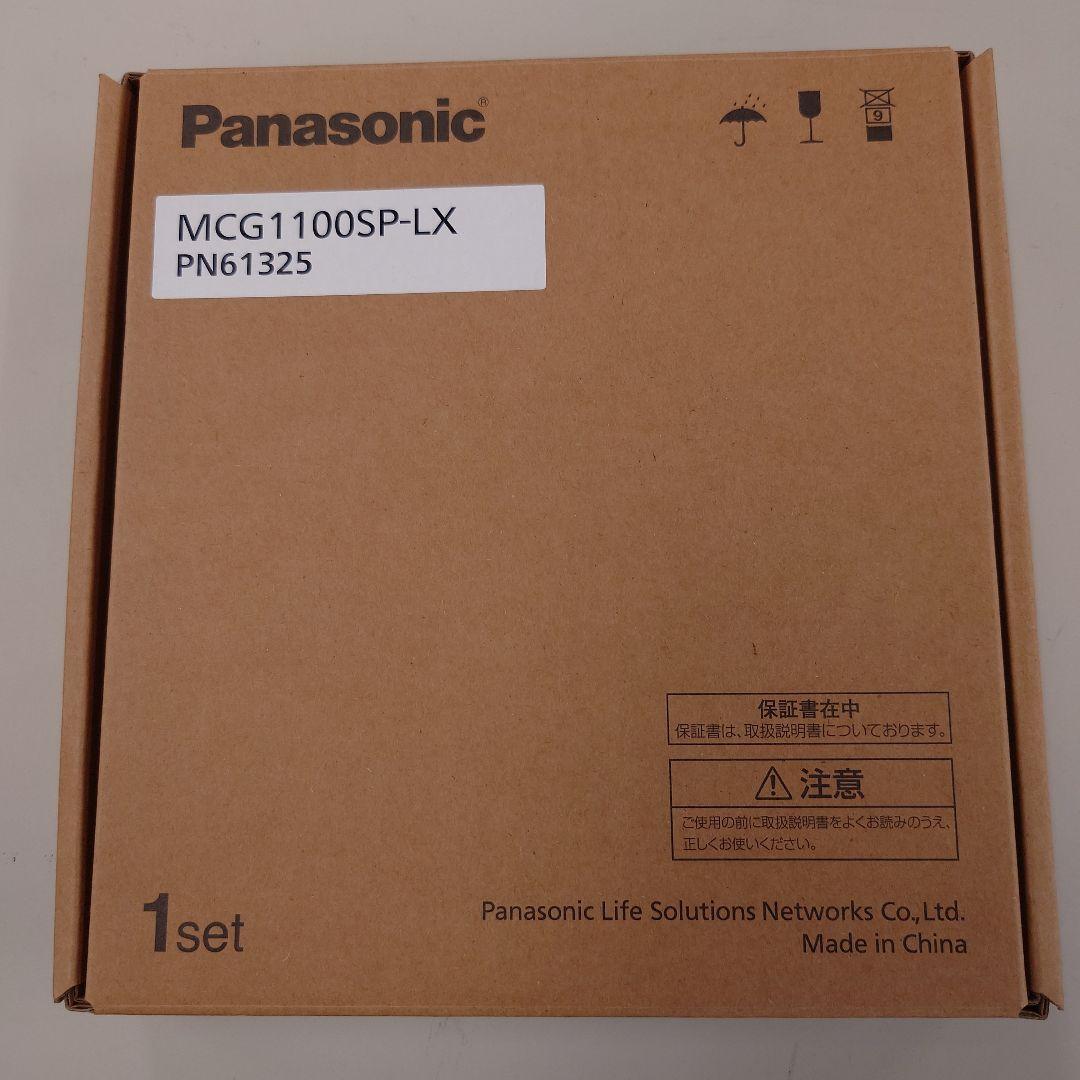 Panasonic®
9
MCG1100SP-LX
PN61325
保証書在中
保証書は、取扱説明書についております。
注意
ご使用の前に取扱説明書をよくお読みのうえ、
正しくお使いください。
1set
Panasonic Life Solutions Networks Co.,Ltd.
Made in China